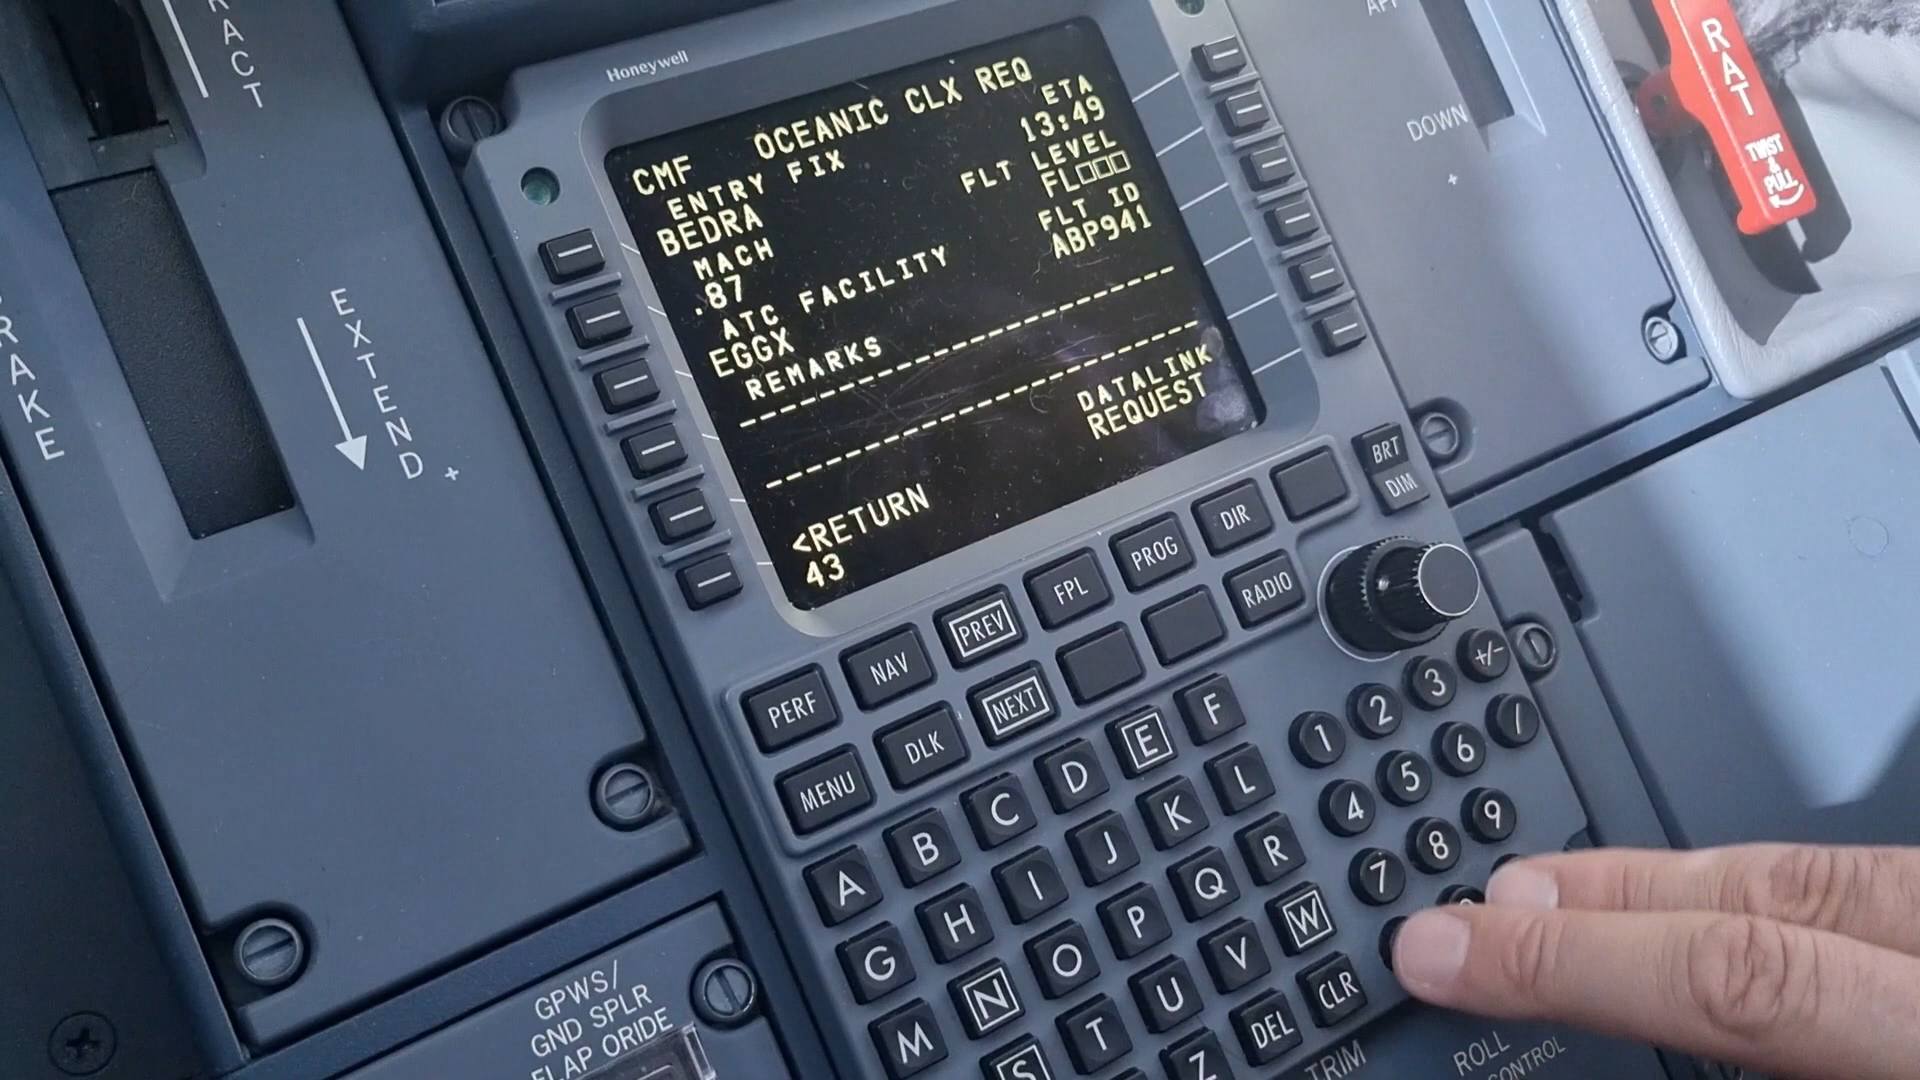 Honeywell
CMF OCEANIC CLX REQ
ENTRY FIX ETA
BEDRA 13:49
MACH FLT LEVEL
.87 FL□□□
ATC FACILITY FLT ID
EGGX ABP941
REMARKS
DATALINK
REQUEST
<RETURN
43
BRT
DIM
PERF NAV PREV FPL PROG DIR
MENU DLK NEXT RADIO
A B C D E F
G H I J K L
M N O P Q R
S T U V W
Z DEL CLR
1 2 3 +/-
4 5 6 /
7 8 9
EXTEND
DOWN
RAT
TWIST
&
PULL
GPWS/
GND SPLR
FLAP ORIDE
TRIM
ROLL
CONTROL